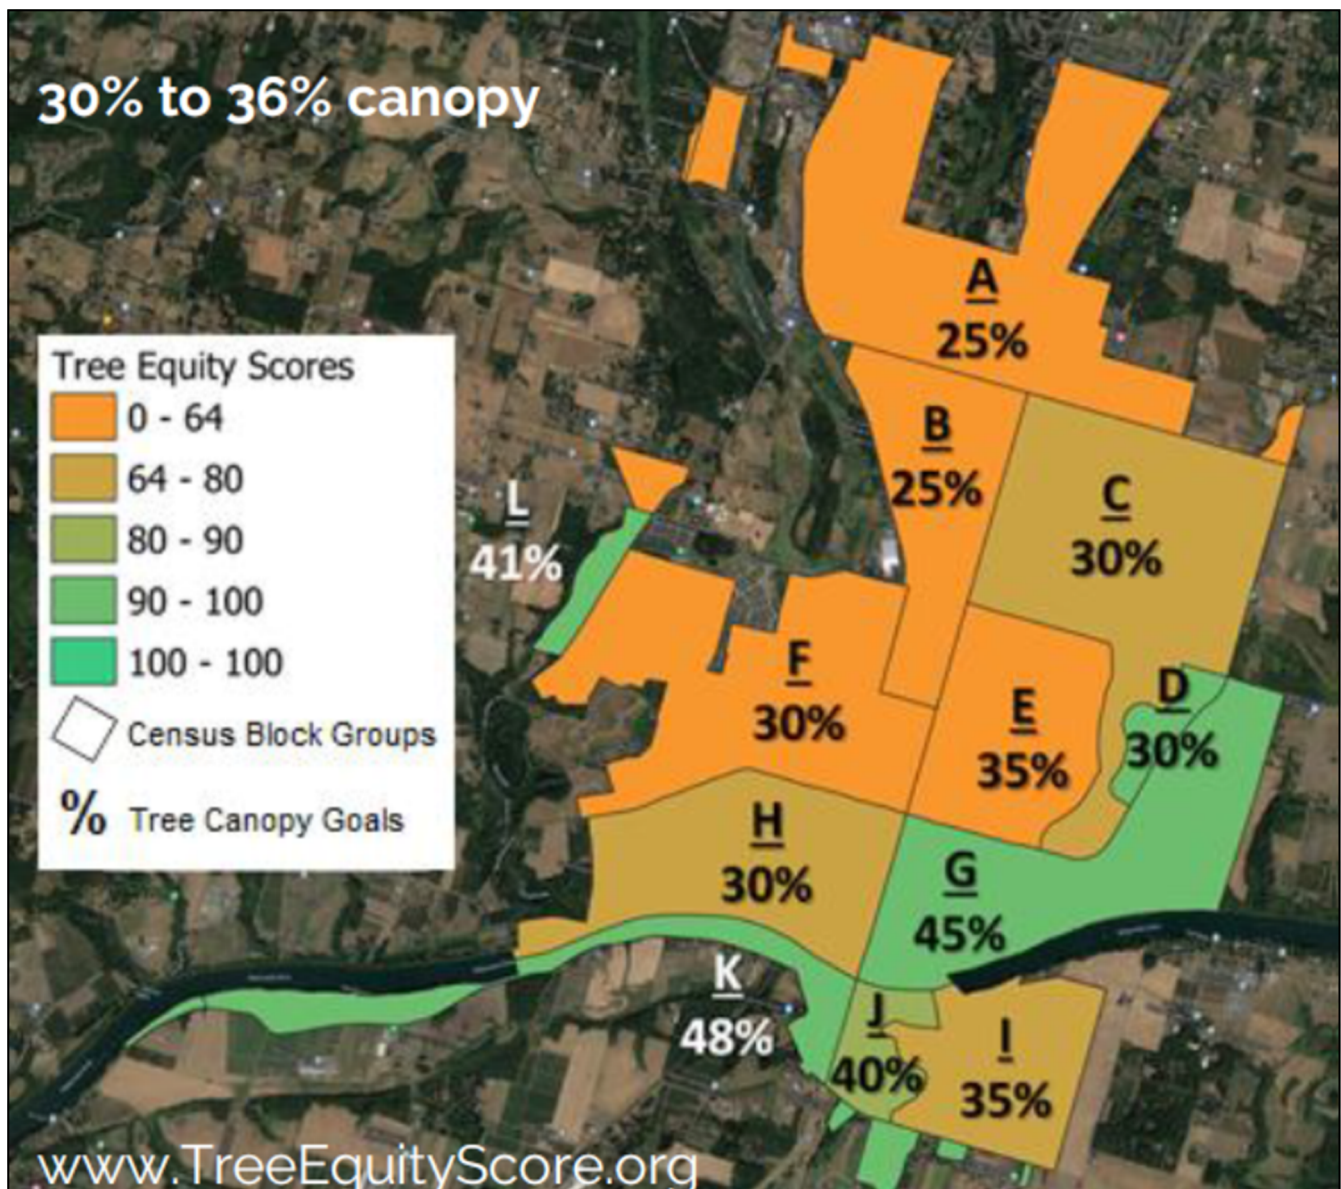 30% to 36% canopy
Tree Equity Scores
0 - 64
64 - 80
80 - 90
90 - 100
100 - 100
Census Block Groups
% Tree Canopy Goals
A
25%
B
25%
C
30%
L
41%
F
30%
E
35%
D
30%
H
30%
G
45%
K
48%
J
40%
I
35%
www.TreeEquityScore.org